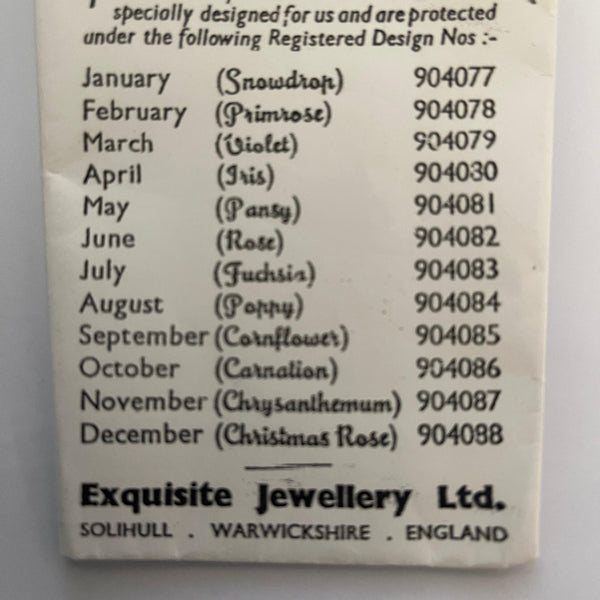 specially designed for us and are protected
under the following Registered Design Nos :-
January (Snowdrop) 904077
February (Primrose) 904078
March (Violet) 904079
April (Iris) 904080
May (Pansy) 904081
June (Rose) 904082
July (Fuchsia) 904083
August (Poppy) 904084
September (Cornflower) 904085
October (Carnation) 904086
November (Chrysanthemum) 904087
December (Christmas Rose) 904088
Exquisite Jewellery Ltd.
SOLIHULL . WARWICKSHIRE . ENGLAND